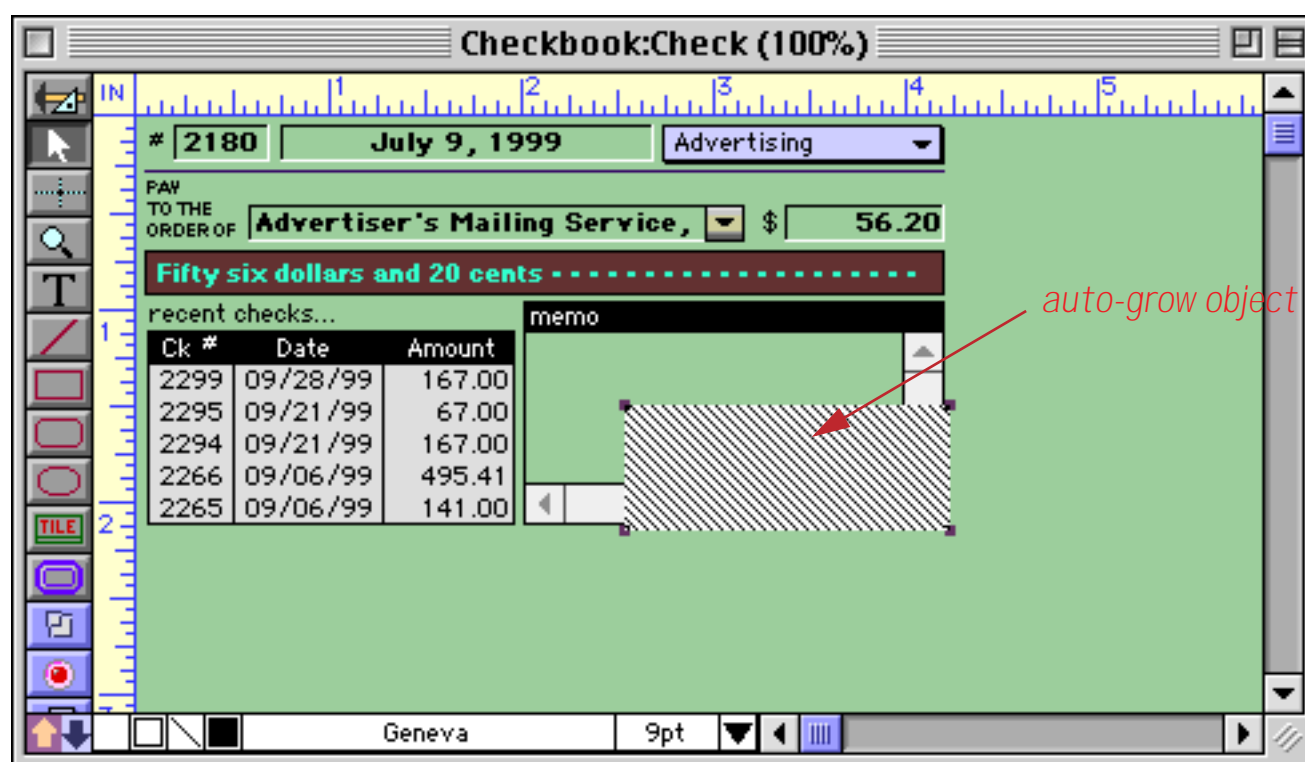 Checkbook:Check (100%)
IN 1 2 3 4 5
# 2180 July 9, 1999 Advertising
PAY
TO THE
ORDER OF Advertiser's Mailing Service, $ 56.20
Fifty six dollars and 20 cents - - - - - - - - - - - - - - - - - - - -
auto-grow object
recent checks... memo
Ck # Date Amount
2299 09/28/99 167.00
2295 09/21/99 67.00
2294 09/21/99 167.00
2266 09/06/99 495.41
2265 09/06/99 141.00
T
1
TILE
2
Geneva 9pt